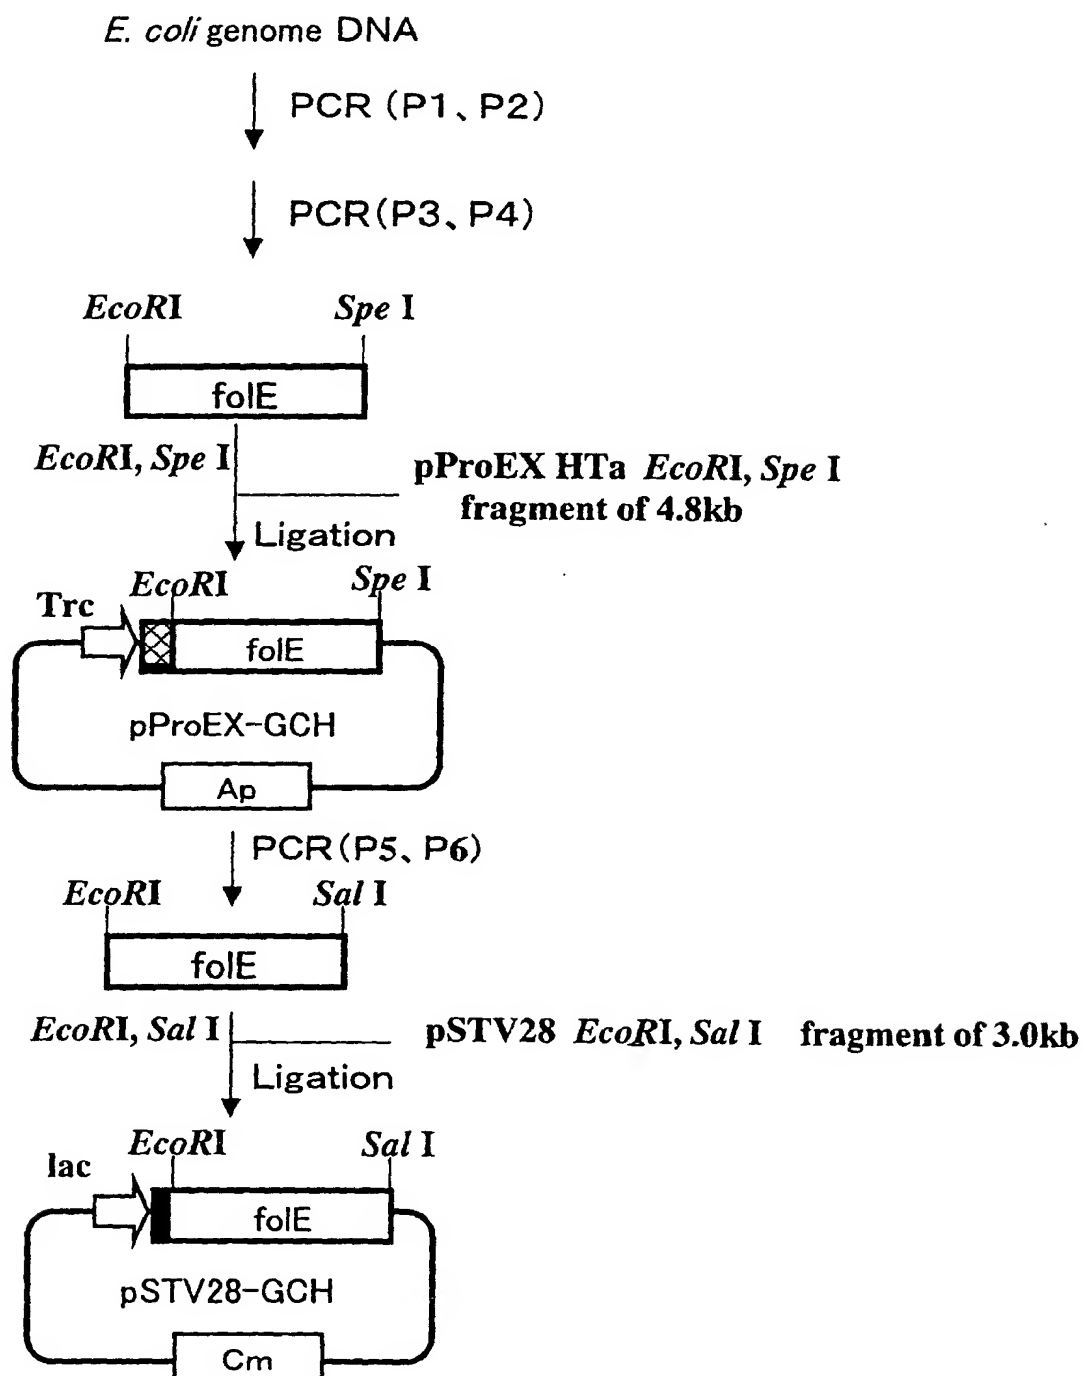 E. coli genome DNA
PCR (P1、P2)
PCR(P3、P4)
EcoRI Spe I
folE
EcoRI, Spe I
pProEX HTa EcoRI, Spe I
fragment of 4.8kb
Ligation
EcoRI Spe I
Trc
folE
pProEX-GCH
Ap
PCR(P5、P6)
EcoRI Sal I
folE
EcoRI, Sal I
pSTV28 EcoRI, Sal I fragment of 3.0kb
Ligation
EcoRI Sal I
lac
folE
pSTV28-GCH
Cm